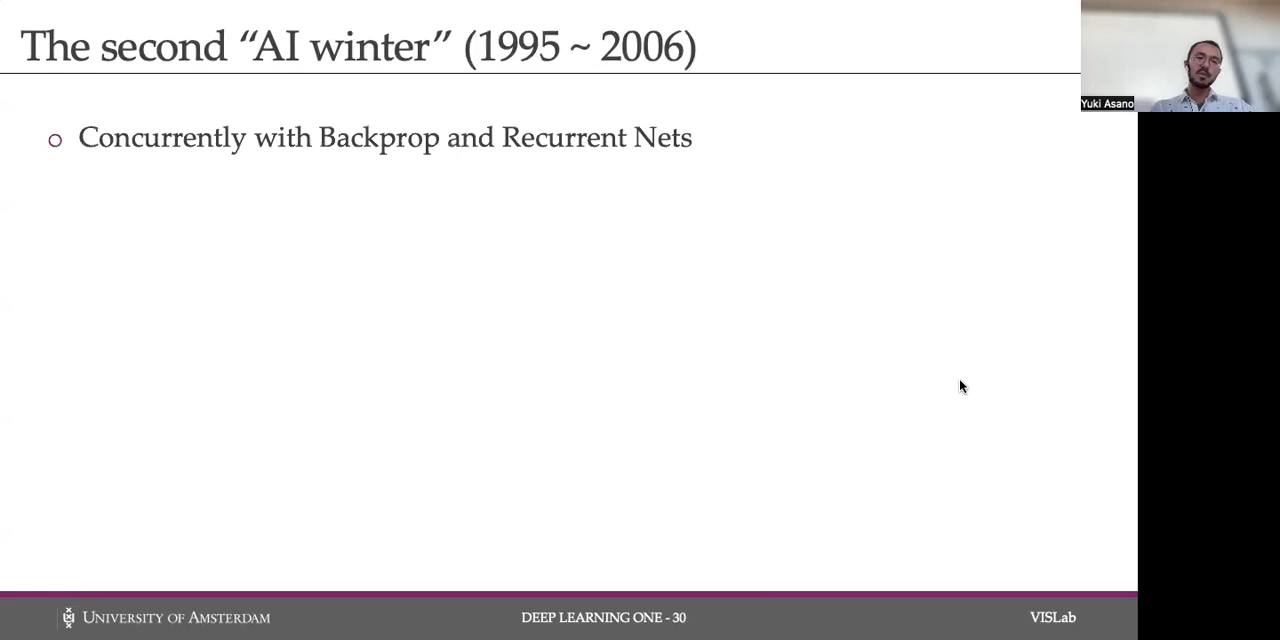 The second “AI winter” (1995 ~ 2006)
Yuki Asano
Concurrently with Backprop and Recurrent Nets
UNIVERSITY OF AMSTERDAM
DEEP LEARNING ONE - 30
VISLab